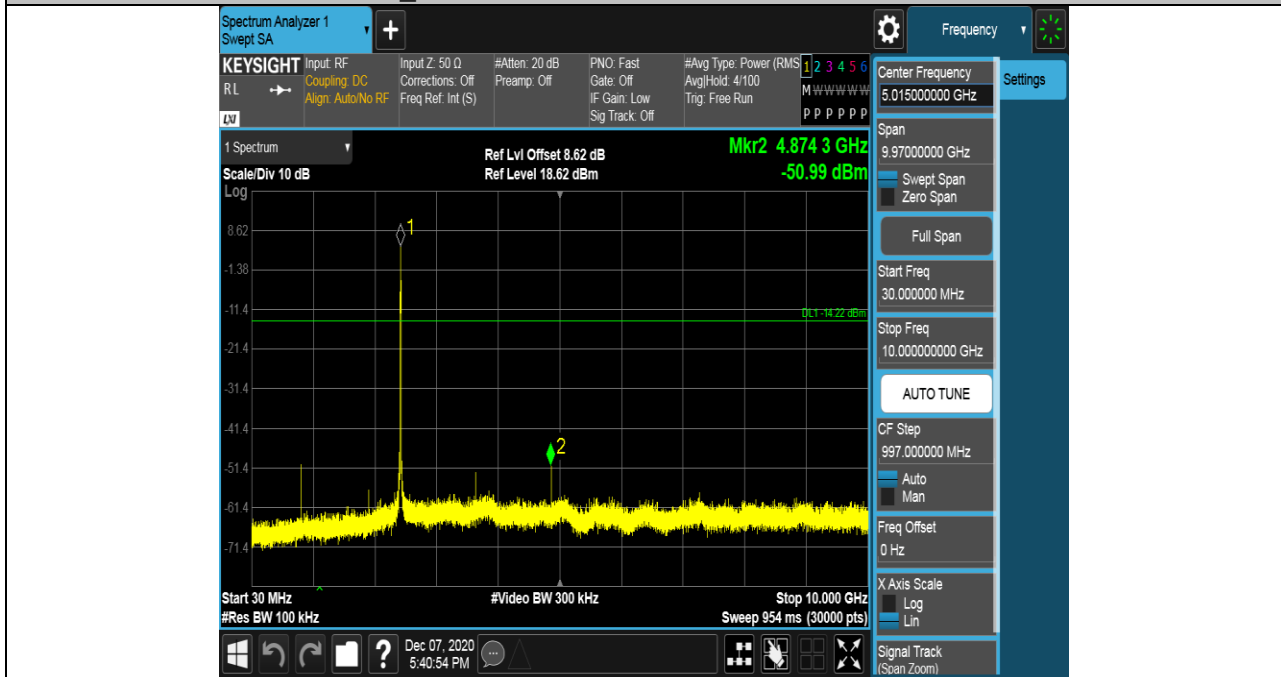 Spectrum Analyzer 1
Swept SA
+
Frequency
KEYSIGHT
RL
LXI
Input: RF
Coupling: DC
Align: Auto/No RF
Input Z: 50 Ω
Corrections: Off
Freq Ref: Int (S)
#Atten: 20 dB
Preamp: Off
PNO: Fast
Gate: Off
IF Gain: Low
Sig Track: Off
#Avg Type: Power (RMS
Avg|Hold: 4/100
Trig: Free Run
1 2 3 4 5 6
M W W W W W
P P P P P P
1 Spectrum
Scale/Div 10 dB
Ref Lvl Offset 8.62 dB
Ref Level 18.62 dBm
Mkr2 4.874 3 GHz
-50.99 dBm
Log
8.62
-1.38
-11.4
-21.4
-31.4
-41.4
-51.4
-61.4
-71.4
1
DL1 -14.22 dBm
2
Start 30 MHz
#Res BW 100 kHz
#Video BW 300 kHz
Stop 10.000 GHz
Sweep 954 ms (30000 pts)
Center Frequency
5.015000000 GHz
Settings
Span
9.97000000 GHz
Swept Span
Zero Span
Full Span
Start Freq
30.000000 MHz
Stop Freq
10.000000000 GHz
AUTO TUNE
CF Step
997.000000 MHz
Auto
Man
Freq Offset
0 Hz
X Axis Scale
Log
Lin
Signal Track
(Span Zoom)
?
Dec 07, 2020
5:40:54 PM